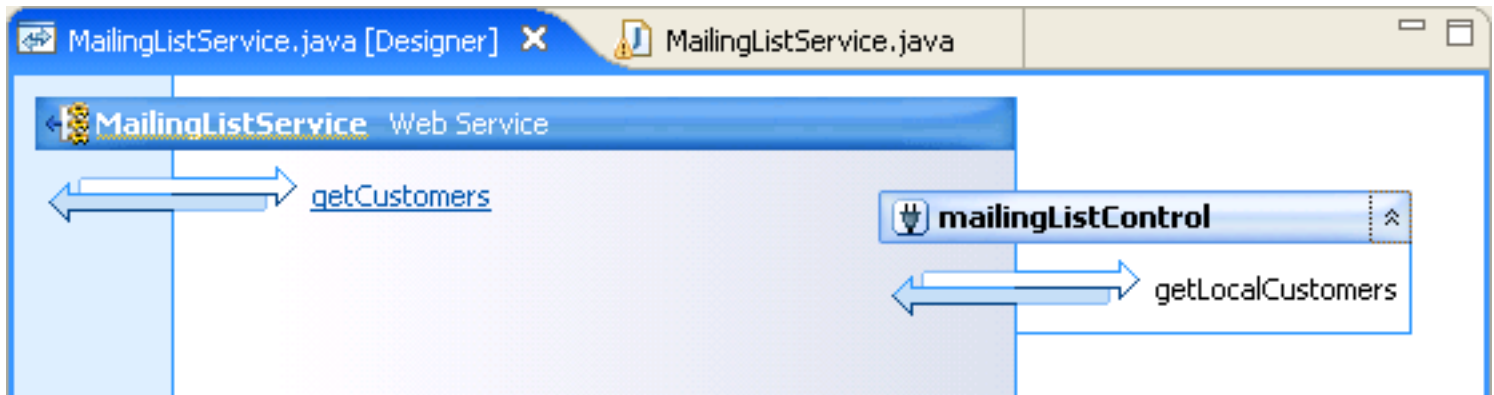 MailingListService.java [Designer] MailingListService.java
MailingListService Web Service
getCustomers
mailingListControl
getLocalCustomers